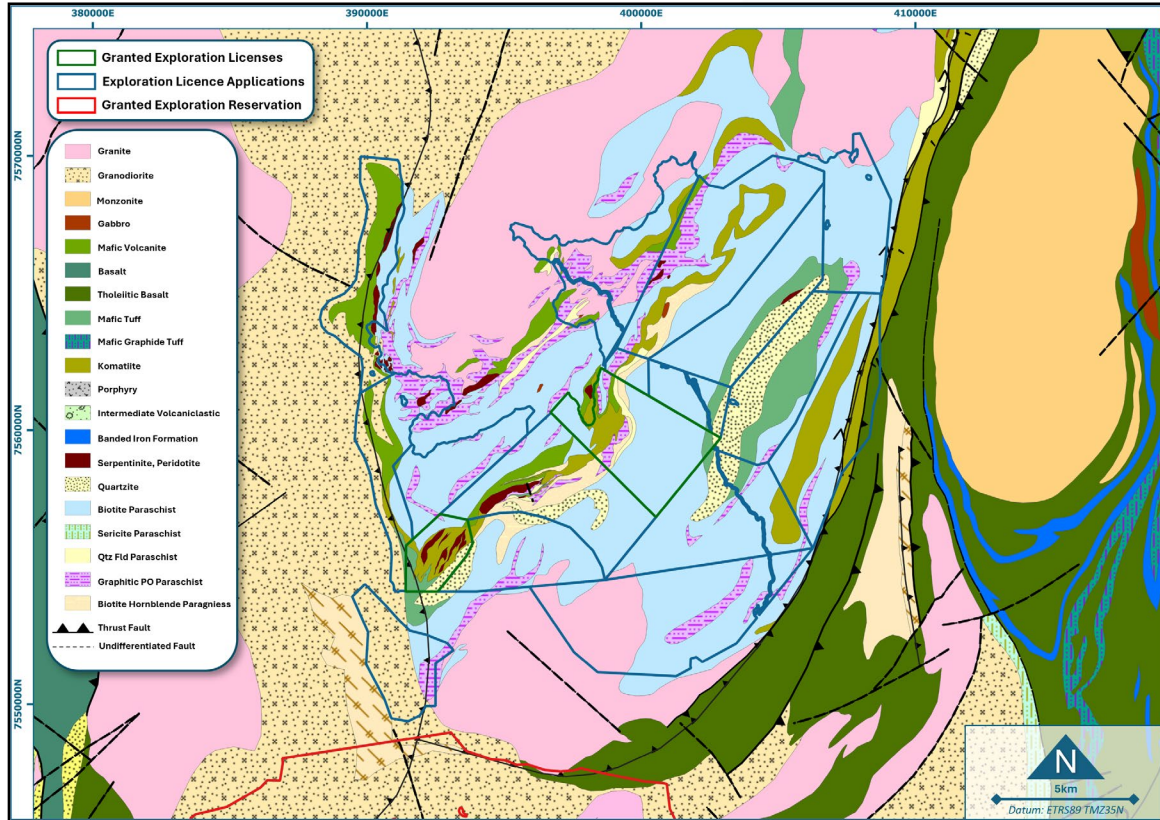 380000E
390000E
400000E
410000E
Granted Exploration Licenses
Exploration Licence Applications
Granted Exploration Reservation
7570000N
7560000N
7550000N
Granite
Granodiorite
Monzonite
Gabbro
Mafic Volcanite
Basalt
Tholeiitic Basalt
Mafic Tuff
Mafic Graphide Tuff
Komatiite
Porphyry
Intermediate Volcaniclastic
Banded Iron Formation
Serpentinite, Peridotite
Quartzite
Biotite Paraschist
Sericite Paraschist
Qtz Fld Paraschist
Graphitic PO Paraschist
Biotite Hornblende Paragniess
Thrust Fault
Undifferentiated Fault
N
5km
Datum: ETRS89 TMZ35N